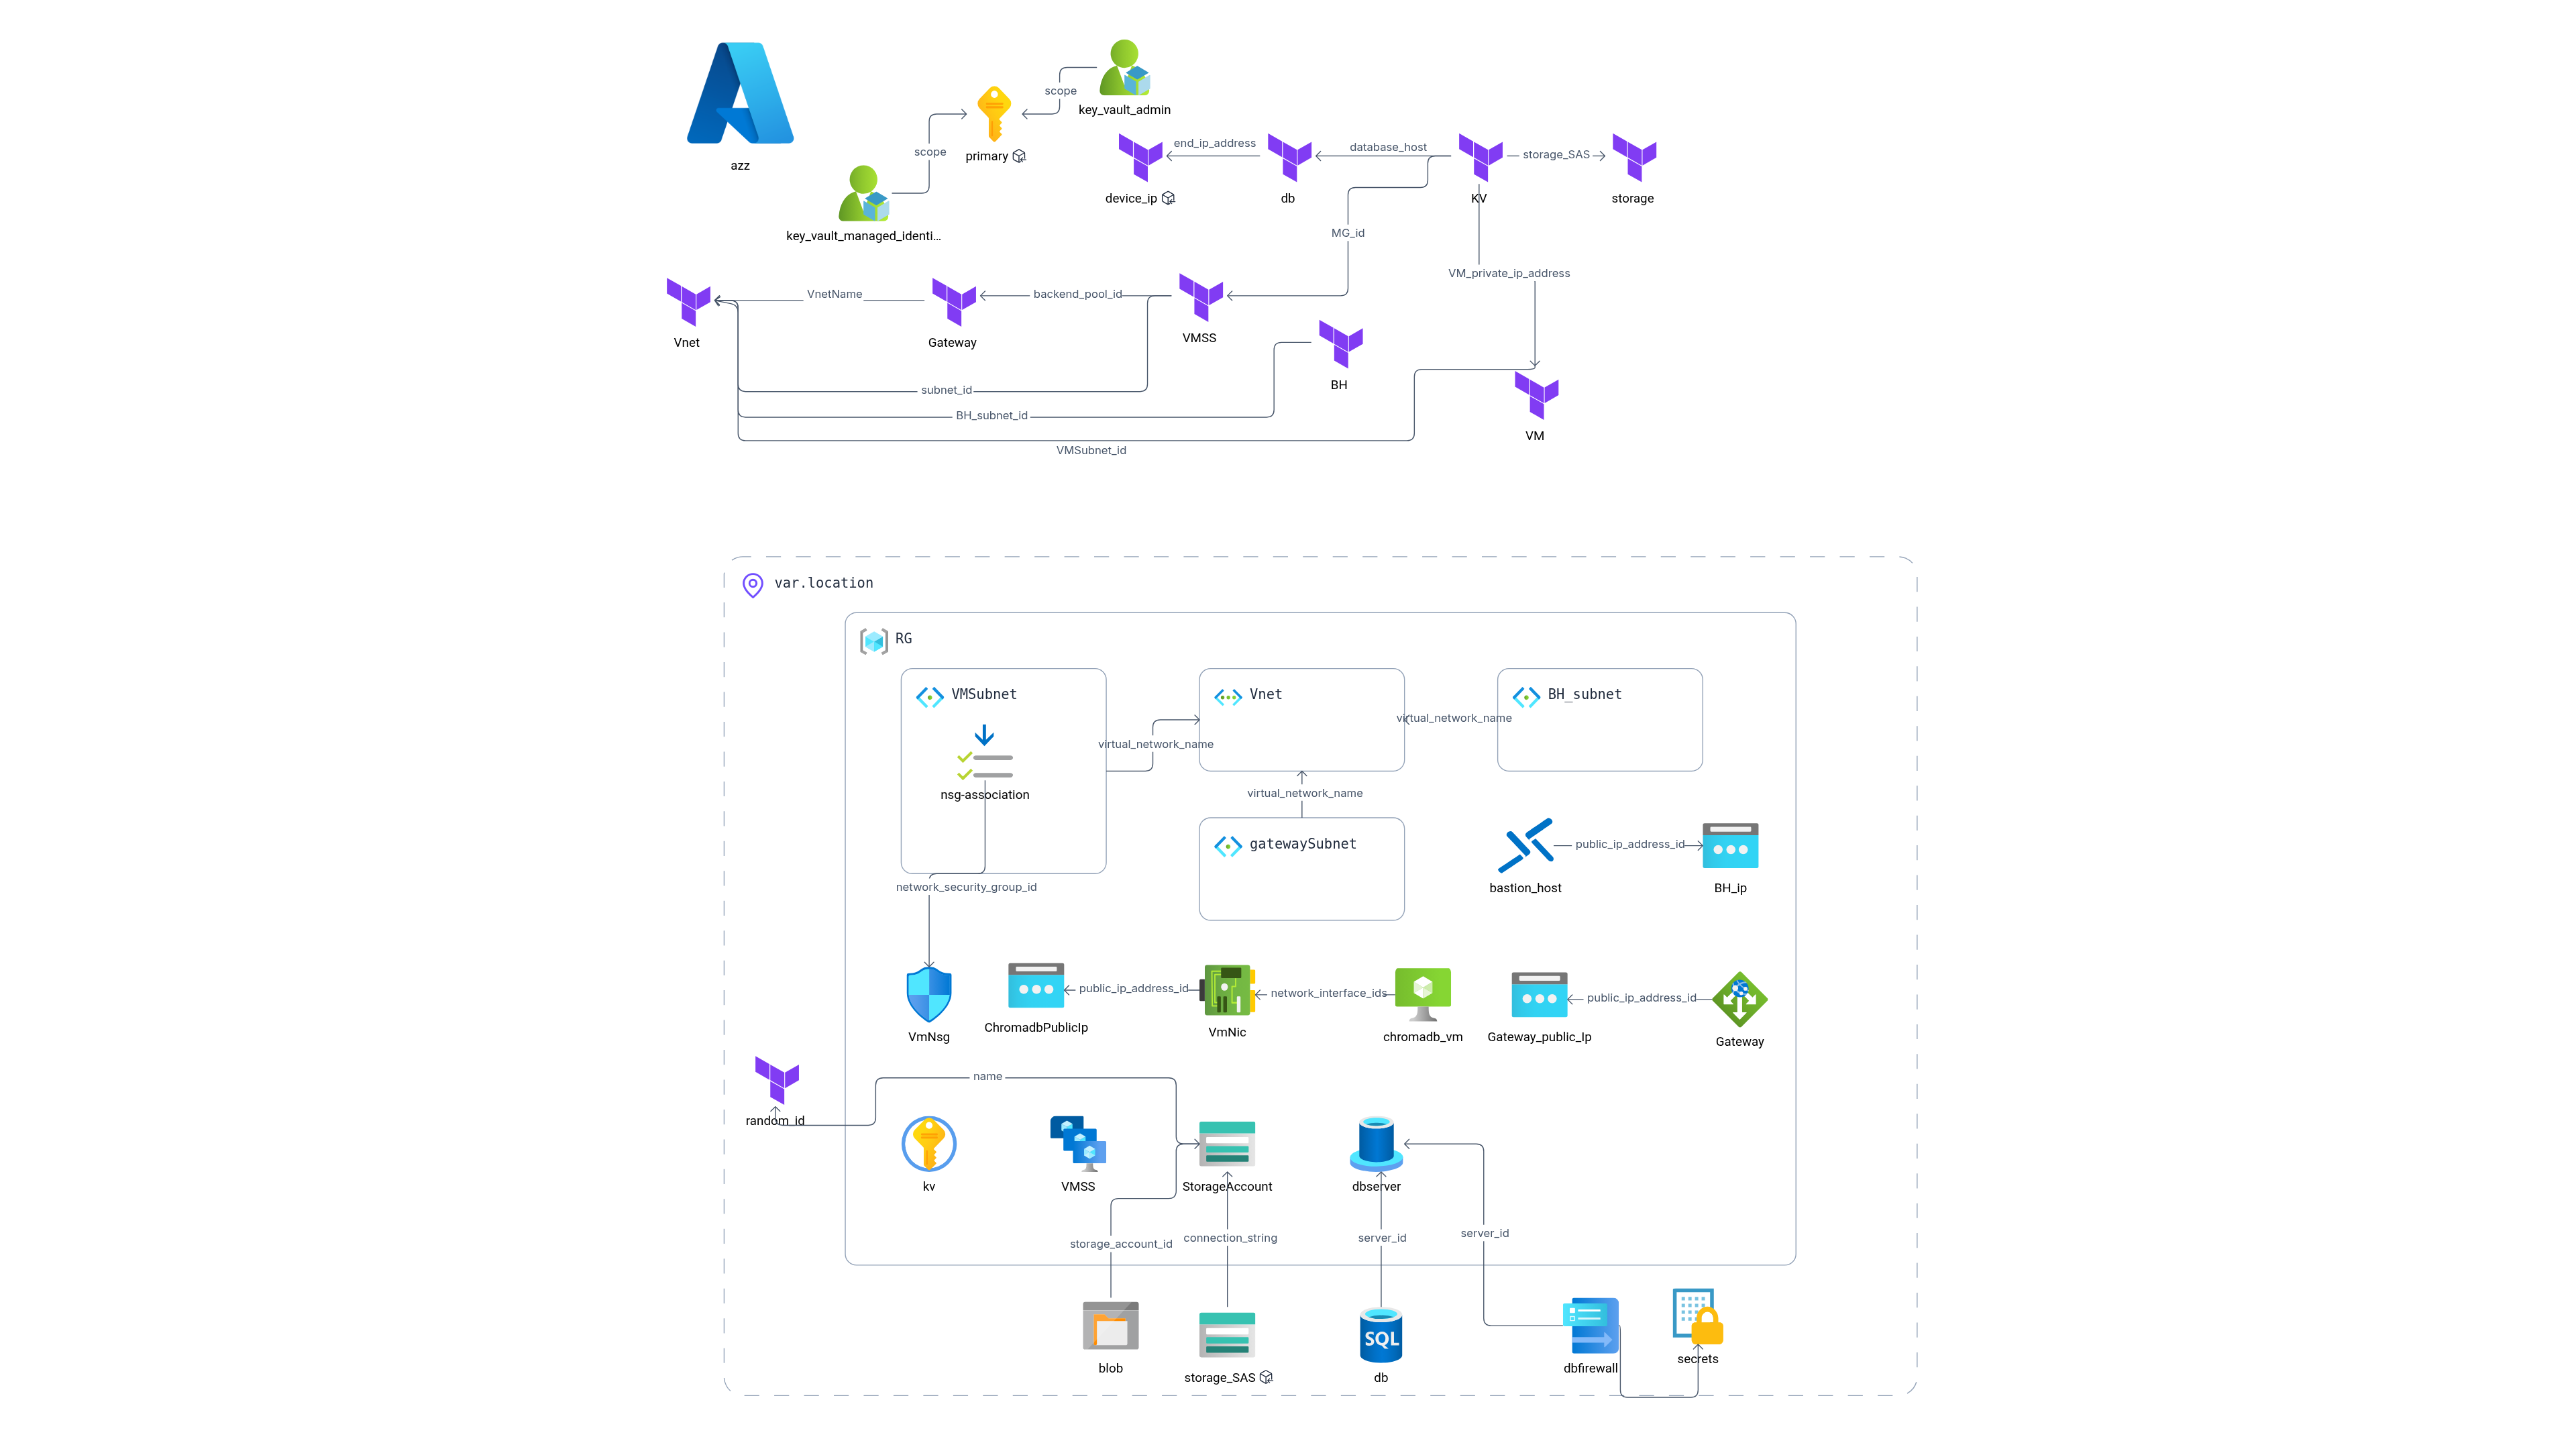 azz
scope
key_vault_admin
primary
scope
key_vault_managed_identi...
end_ip_address
database_host
storage_SAS
device_ip
db
KV
storage
MG_id
VM_private_ip_address
VnetName
backend_pool_id
Vnet
Gateway
VMSS
BH
subnet_id
BH_subnet_id
VM
VMSubnet_id
var.location
RG
VMSubnet
Vnet
BH_subnet
virtual_network_name
virtual_network_name
nsg-association
virtual_network_name
gatewaySubnet
public_ip_address_id
network_security_group_id
bastion_host
BH_ip
public_ip_address_id
network_interface_ids
public_ip_address_id
VmNsg
ChromadbPublicIp
VmNic
chromadb_vm
Gateway_public_Ip
Gateway
name
random_id
kv
VMSS
StorageAccount
dbserver
storage_account_id
connection_string
server_id
server_id
SQL
blob
storage_SAS
db
dbfirewall
secrets